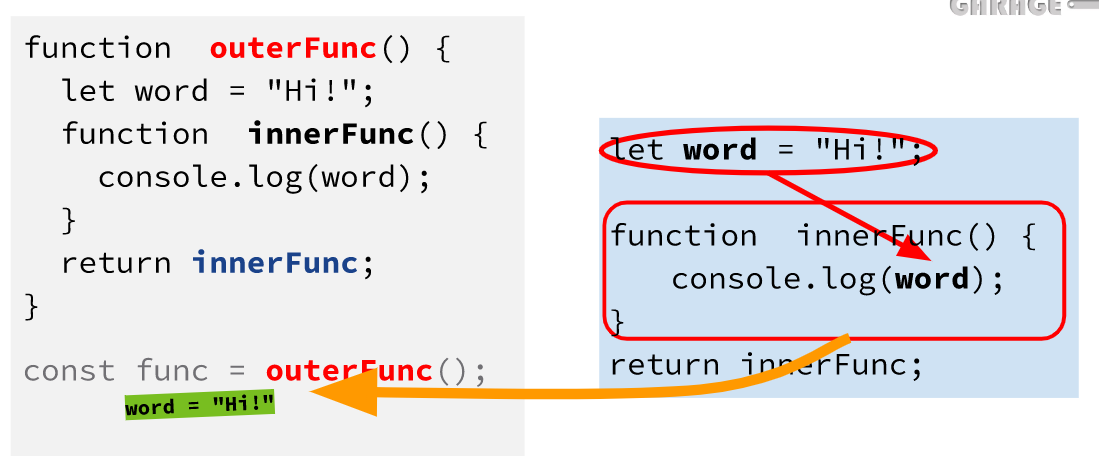 GARAGE
function  outerFunc() {
  let word = "Hi!";
  function  innerFunc() {
    console.log(word);
  }
  return innerFunc;
}
const func = outerFunc();
word = "Hi!"
let word = "Hi!";
function  innerFunc() {
   console.log(word);
}
return innerFunc;